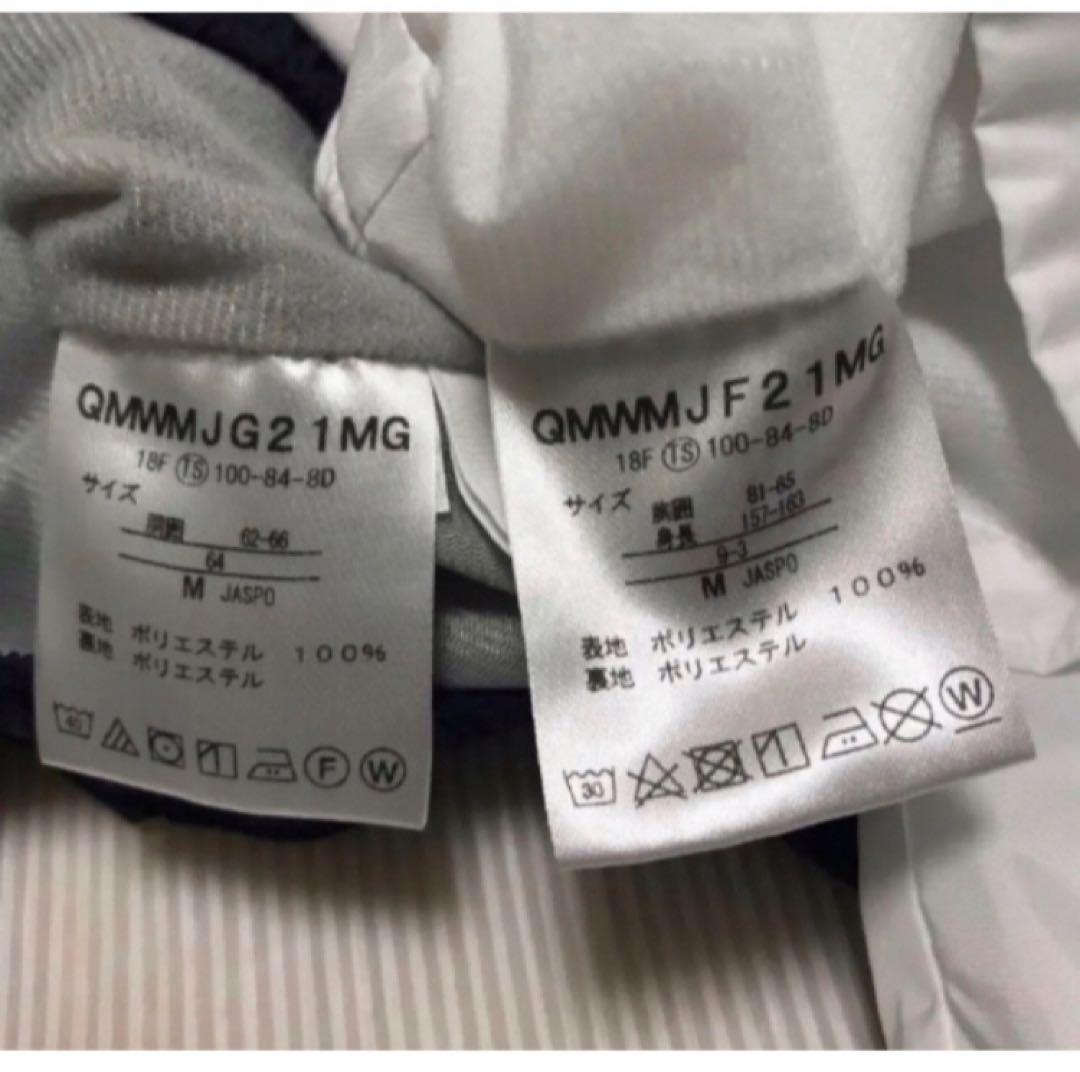 QMWMJG21MG
18F TS 100-84-8D
サイズ
胴囲 62-66
64
M JASPO
表地 ポリエステル 100%
裏地 ポリエステル
40
F W
QMWMJF21MG
18F TS 100-84-8D
サイズ 胸囲 81-85
身長 157-163
9-3
M JASPO
表地 ポリエステル 100%
裏地 ポリエステル
30
W